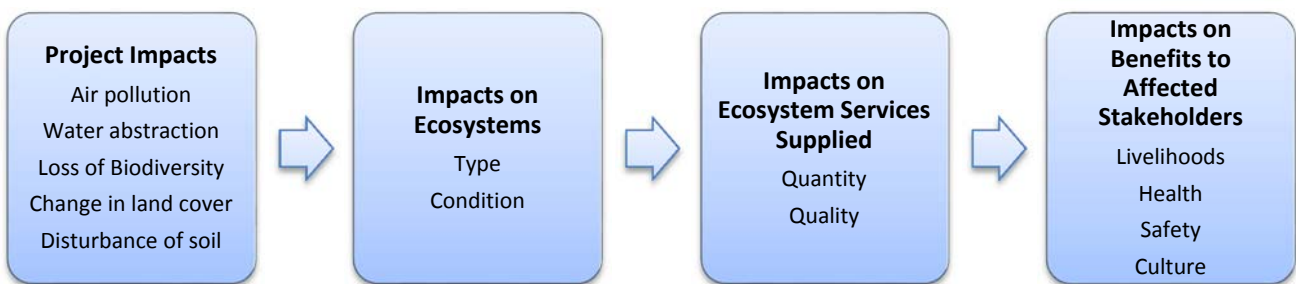 Project Impacts
Air pollution
Water abstraction
Loss of Biodiversity
Change in land cover
Disturbance of soil
Impacts on
Ecosystems
Type
Condition
Impacts on
Ecosystem Services
Supplied
Quantity
Quality
Impacts on
Benefits to
Affected
Stakeholders
Livelihoods
Health
Safety
Culture